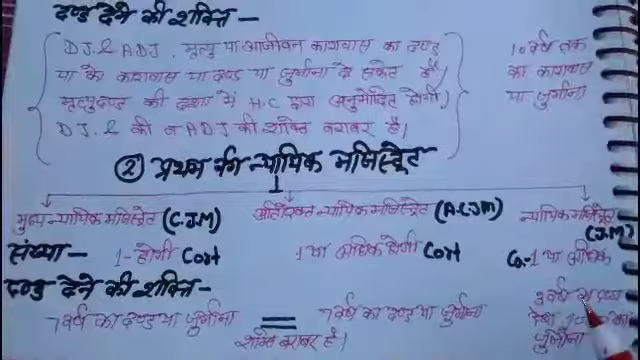 दण्ड देने की शक्ति –
D.J. & ADJ. मृत्यु या आजीवन कारावास का दण्ड
या के कारावास या दण्ड या जुर्माना दे सकते हैं।
मृत्युदण्ड की दशा में H.C द्वारा अनुमोदित होगी।
D.J. & की व ADJ की शक्ति बराबर है।
10 वर्ष तक
का कारावास
या जुर्माना
② प्रथम वर्ग न्यायिक मजिस्ट्रेट
मुख्य न्यायिक मजिस्ट्रेट (C.J.M)
अतिरिक्त न्यायिक मजिस्ट्रेट (A.C.J.M)
न्यायिक मजिस्ट्रेट (J.M)
संख्या – 1 - होगी Cort
1 या अधिक होगी Cort
1 या अधिक
दण्ड देने की शक्ति –
7 वर्ष का दण्ड या जुर्माना = 7 वर्ष का दण्ड या जुर्माना
शक्ति बराबर है।
3 वर्ष
जुर्माना